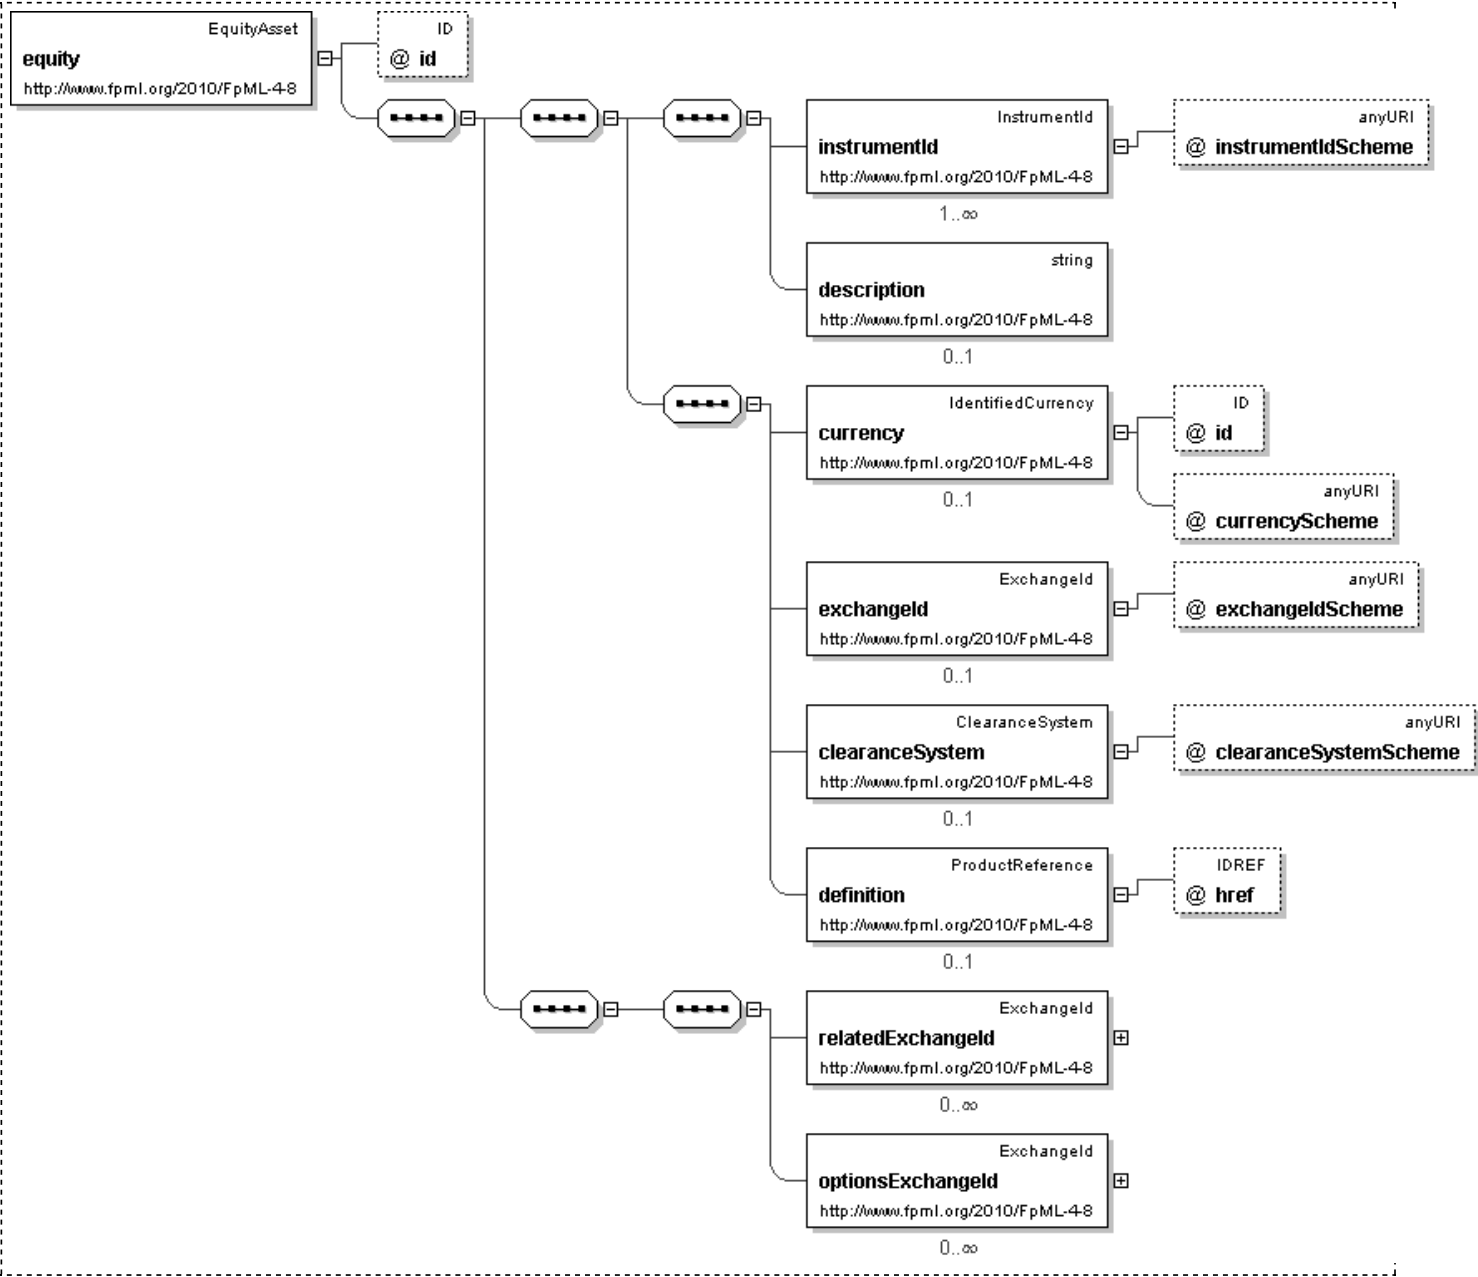 EquityAsset
equity
http://www.fpml.org/2010/FpML-4-8
ID
@ id
InstrumentId
instrumentId
http://www.fpml.org/2010/FpML-4-8
1..∞
anyURI
@ instrumentIdScheme
string
description
http://www.fpml.org/2010/FpML-4-8
0..1
IdentifiedCurrency
currency
http://www.fpml.org/2010/FpML-4-8
0..1
ID
@ id
anyURI
@ currencyScheme
ExchangeId
exchangeId
http://www.fpml.org/2010/FpML-4-8
0..1
anyURI
@ exchangeIdScheme
ClearanceSystem
clearanceSystem
http://www.fpml.org/2010/FpML-4-8
0..1
anyURI
@ clearanceSystemScheme
ProductReference
definition
http://www.fpml.org/2010/FpML-4-8
0..1
IDREF
@ href
ExchangeId
relatedExchangeId
http://www.fpml.org/2010/FpML-4-8
0..∞
ExchangeId
optionsExchangeId
http://www.fpml.org/2010/FpML-4-8
0..∞